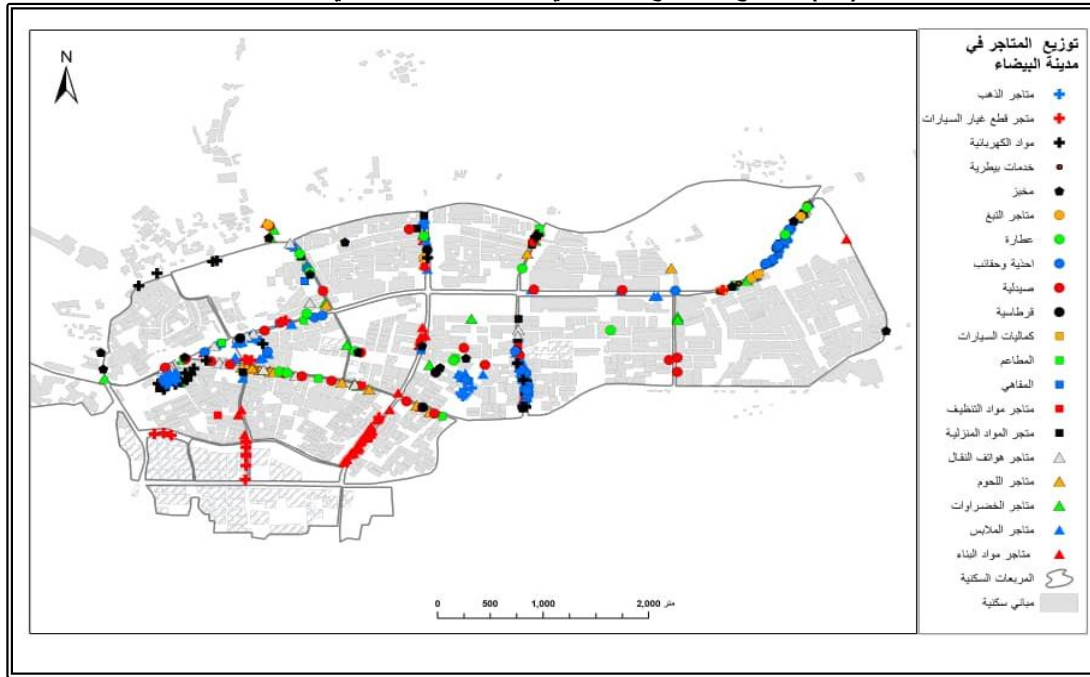 N
توزيع المتاجر في
مدينة البيضاء
متاجر الذهب
متجر قطع غيار السيارات
مواد الكهربائية
خدمات بيطرية
مخبز
متاجر التبغ
عطارة
احذية وحقائب
صيدلية
قرطاسية
كماليات السيارات
المطاعم
المقاهي
متاجر مواد التنظيف
متجر المواد المنزلية
متاجر هواتف النقال
متاجر اللحوم
متاجر الخضراوات
متاجر الملابس
متاجر مواد البناء
المربعات السكنية
مباني سكنية
0 500 1,000 2,000 متر